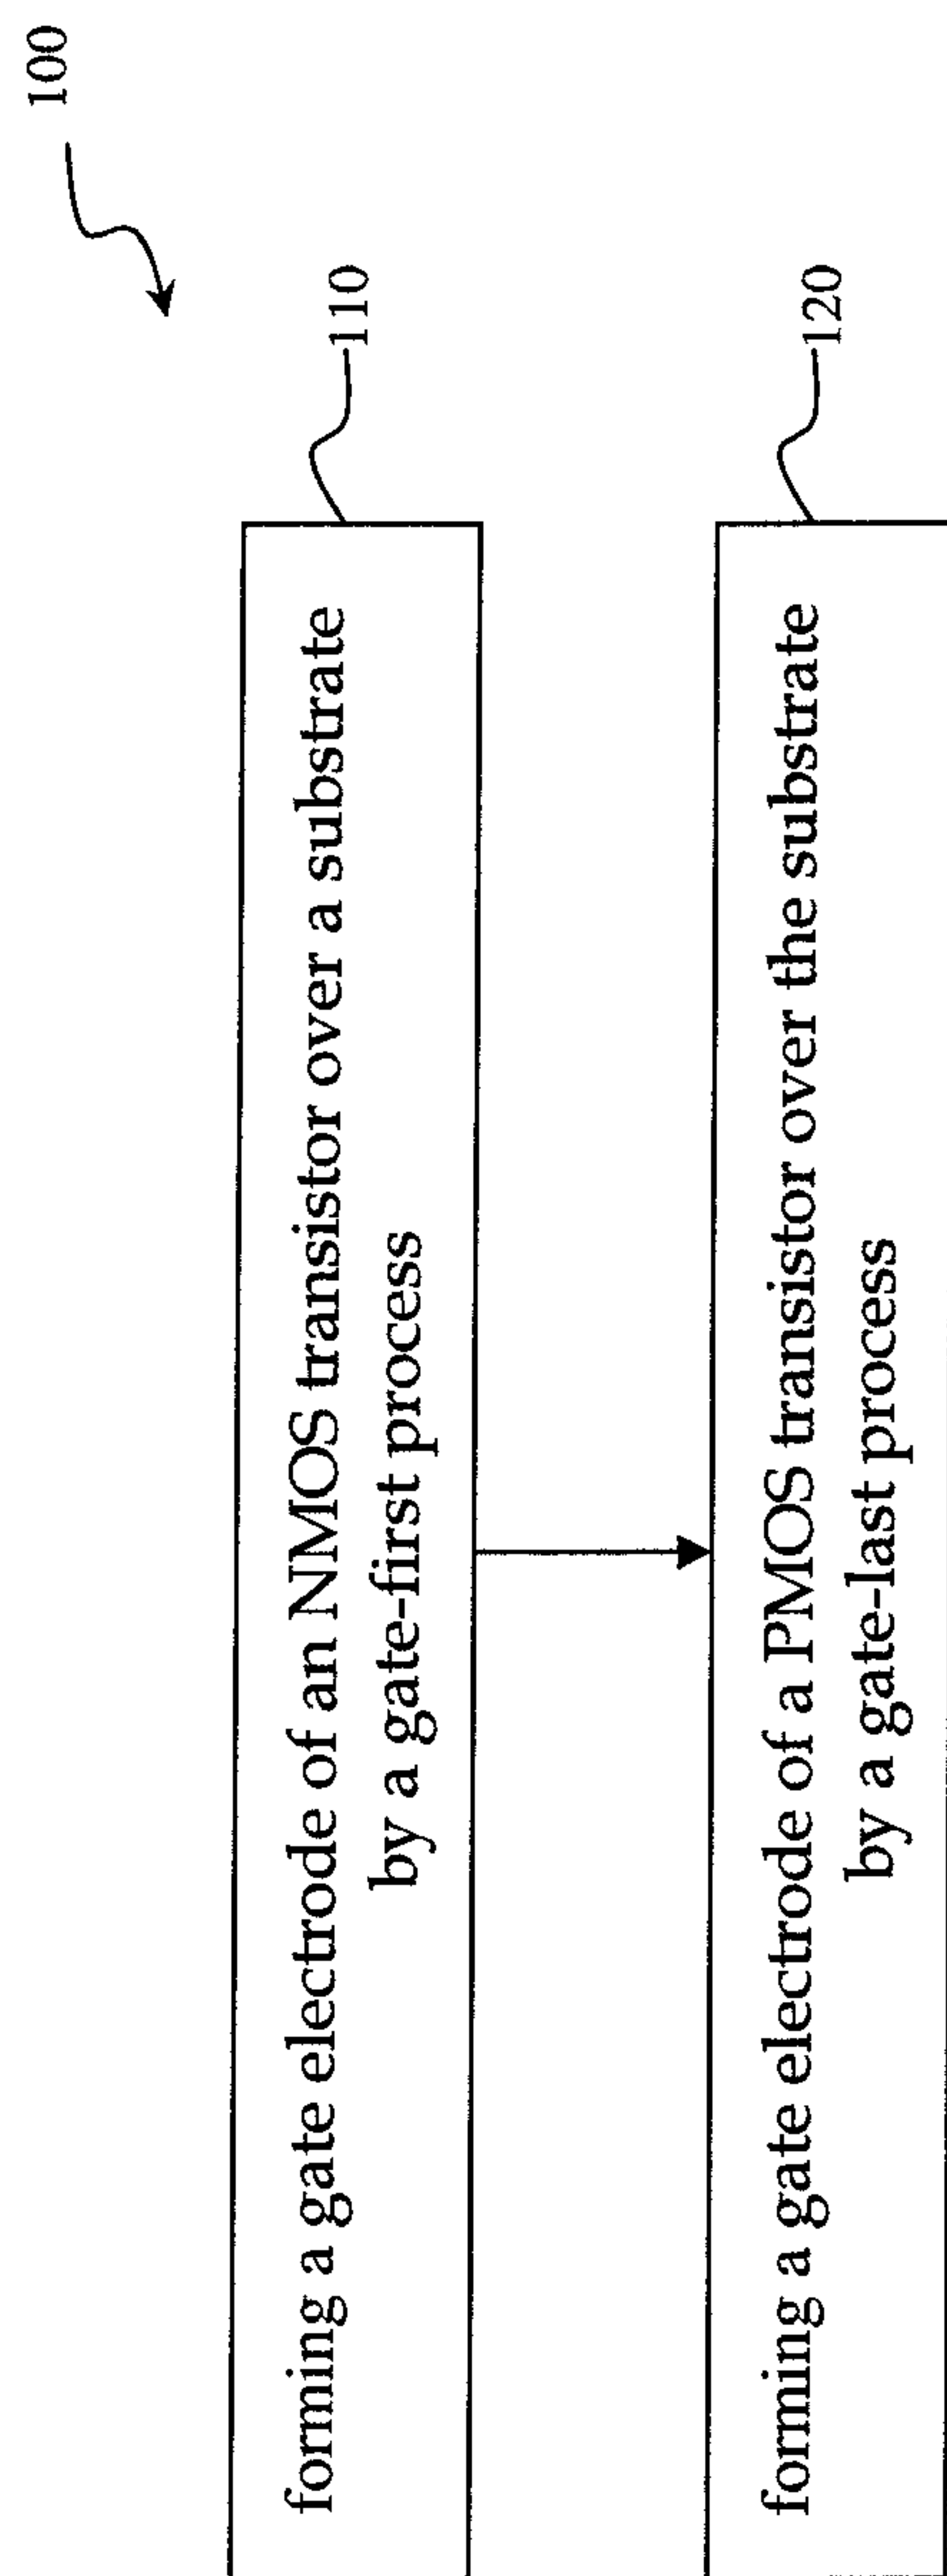 100
110
forming a gate electrode of an NMOS transistor over a substrate
by a gate-first process
120
forming a gate electrode of a PMOS transistor over the substrate
by a gate-last process